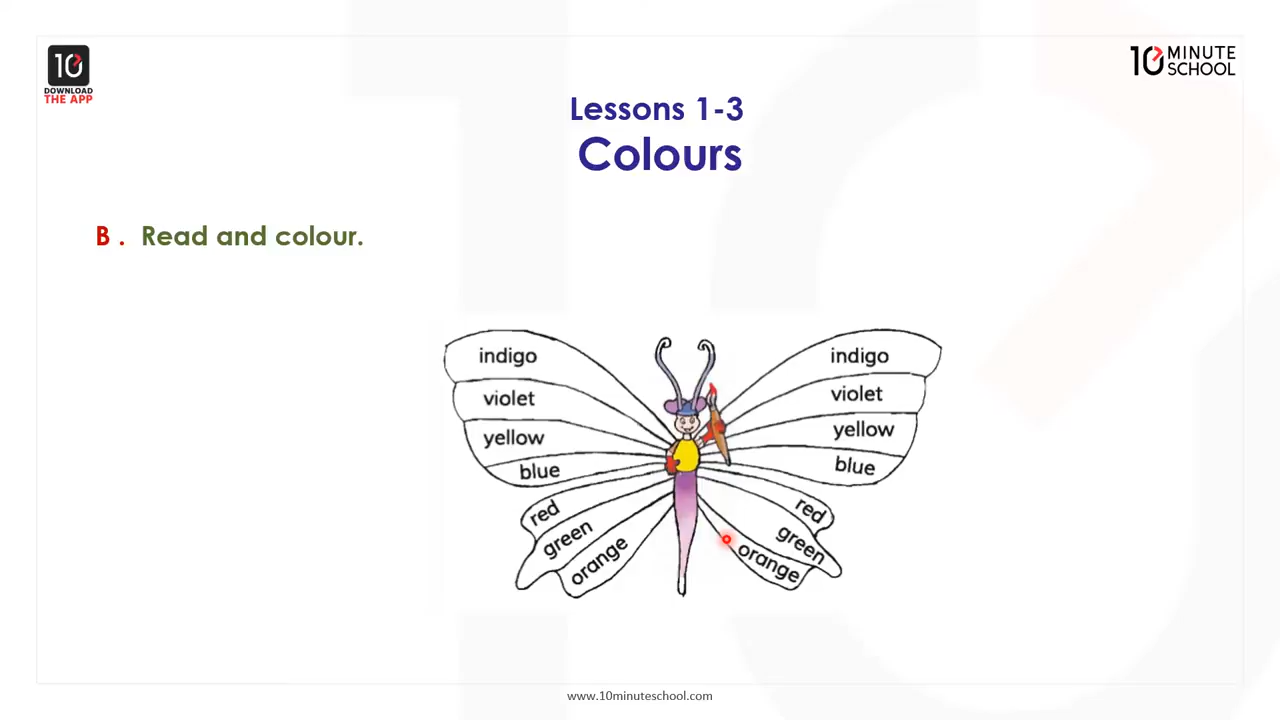 10
DOWNLOAD
THE APP
10 MINUTE
SCHOOL
Lessons 1-3
Colours
B . Read and colour.
indigo
violet
yellow
blue
red
green
orange
indigo
violet
yellow
blue
red
green
orange
www.10minuteschool.com